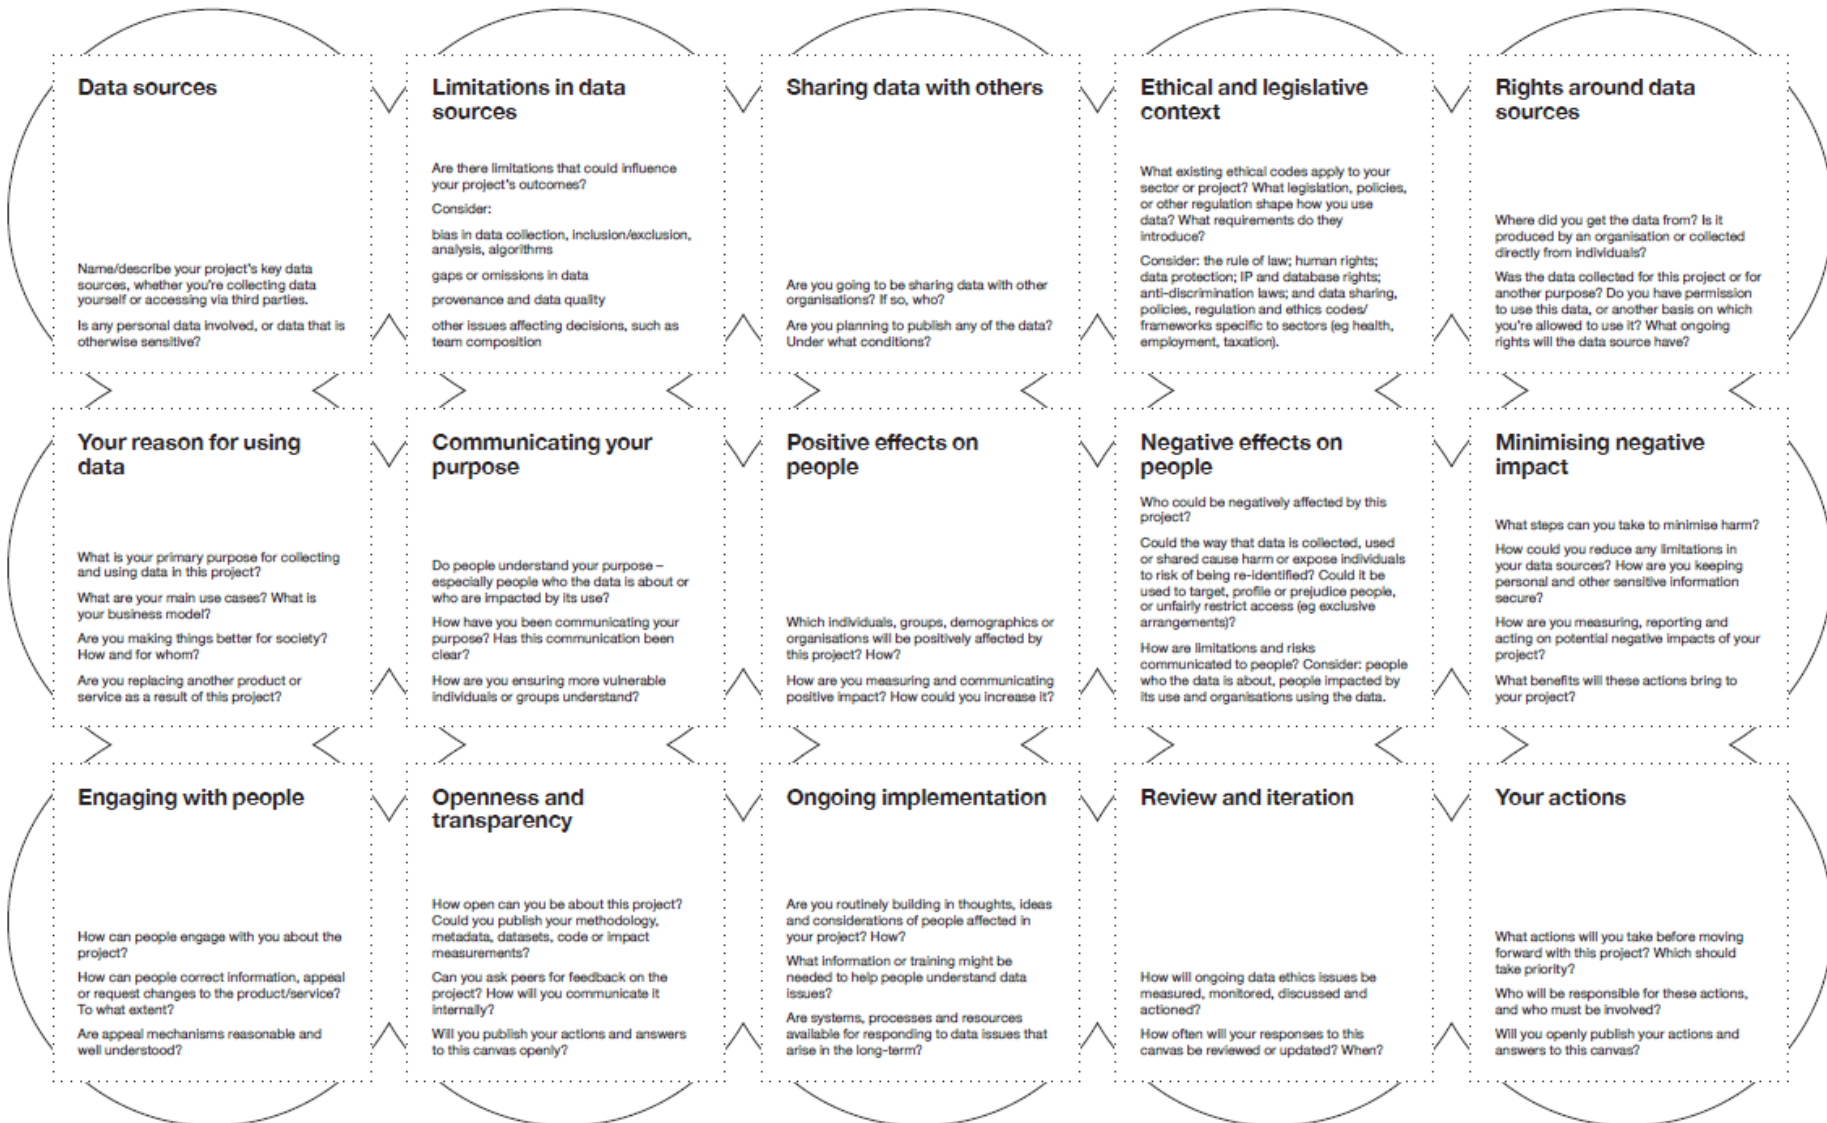 Data sources
Name/describe your project's key data
sources, whether you're collecting data
yourself or accessing via third parties.
Is any personal data involved, or data that is
otherwise sensitive?
Limitations in data
sources
Are there limitations that could influence
your project's outcomes?
Consider:
bias in data collection, inclusion/exclusion,
analysis, algorithms
gaps or omissions in data
provenance and data quality
other issues affecting decisions, such as
team composition
Sharing data with others
Are you going to be sharing data with other
organisations? If so, who?
Are you planning to publish any of the data?
Under what conditions?
Ethical and legislative
context
What existing ethical codes apply to your
sector or project? What legislation, policies,
or other regulation shape how you use
data? What requirements do they
introduce?
Consider: the rule of law; human rights;
data protection; IP and database rights;
anti-discrimination laws; and data sharing,
policies, regulation and ethics codes/
frameworks specific to sectors (eg health,
employment, taxation).
Rights around data
sources
Where did you get the data from? Is it
produced by an organisation or collected
directly from individuals?
Was the data collected for this project or for
another purpose? Do you have permission
to use this data, or another basis on which
you're allowed to use it? What ongoing
rights will the data source have?
Your reason for using
data
What is your primary purpose for collecting
and using data in this project?
What are your main use cases? What is
your business model?
Are you making things better for society?
How and for whom?
Are you replacing another product or
service as a result of this project?
Communicating your
purpose
Do people understand your purpose –
especially people who the data is about or
who are impacted by its use?
How have you been communicating your
purpose? Has this communication been
clear?
How are you ensuring more vulnerable
individuals or groups understand?
Positive effects on
people
Which individuals, groups, demographics or
organisations will be positively affected by
this project? How?
How are you measuring and communicating
positive impact? How could you increase it?
Negative effects on
people
Who could be negatively affected by this
project?
Could the way that data is collected, used
or shared cause harm or expose individuals
to risk of being re-identified? Could it be
used to target, profile or prejudice people,
or unfairly restrict access (eg exclusive
arrangements)?
How are limitations and risks
communicated to people? Consider: people
who the data is about, people impacted by
its use and organisations using the data.
Minimising negative
impact
What steps can you take to minimise harm?
How could you reduce any limitations in
your data sources? How are you keeping
personal and other sensitive information
secure?
How are you measuring, reporting and
acting on potential negative impacts of your
project?
What benefits will these actions bring to
your project?
Engaging with people
How can people engage with you about the
project?
How can people correct information, appeal
or request changes to the product/service?
To what extent?
Are appeal mechanisms reasonable and
well understood?
Openness and
transparency
How open can you be about this project?
Could you publish your methodology,
metadata, datasets, code or impact
measurements?
Can you ask peers for feedback on the
project? How will you communicate it
internally?
Will you publish your actions and answers
to this canvas openly?
Ongoing implementation
Are you routinely building in thoughts, ideas
and considerations of people affected in
your project? How?
What information or training might be
needed to help people understand data
issues?
Are systems, processes and resources
available for responding to data issues that
arise in the long-term?
Review and iteration
How will ongoing data ethics issues be
measured, monitored, discussed and
actioned?
How often will your responses to this
canvas be reviewed or updated? When?
Your actions
What actions will you take before moving
forward with this project? Which should
take priority?
Who will be responsible for these actions,
and who must be involved?
Will you openly publish your actions and
answers to this canvas?